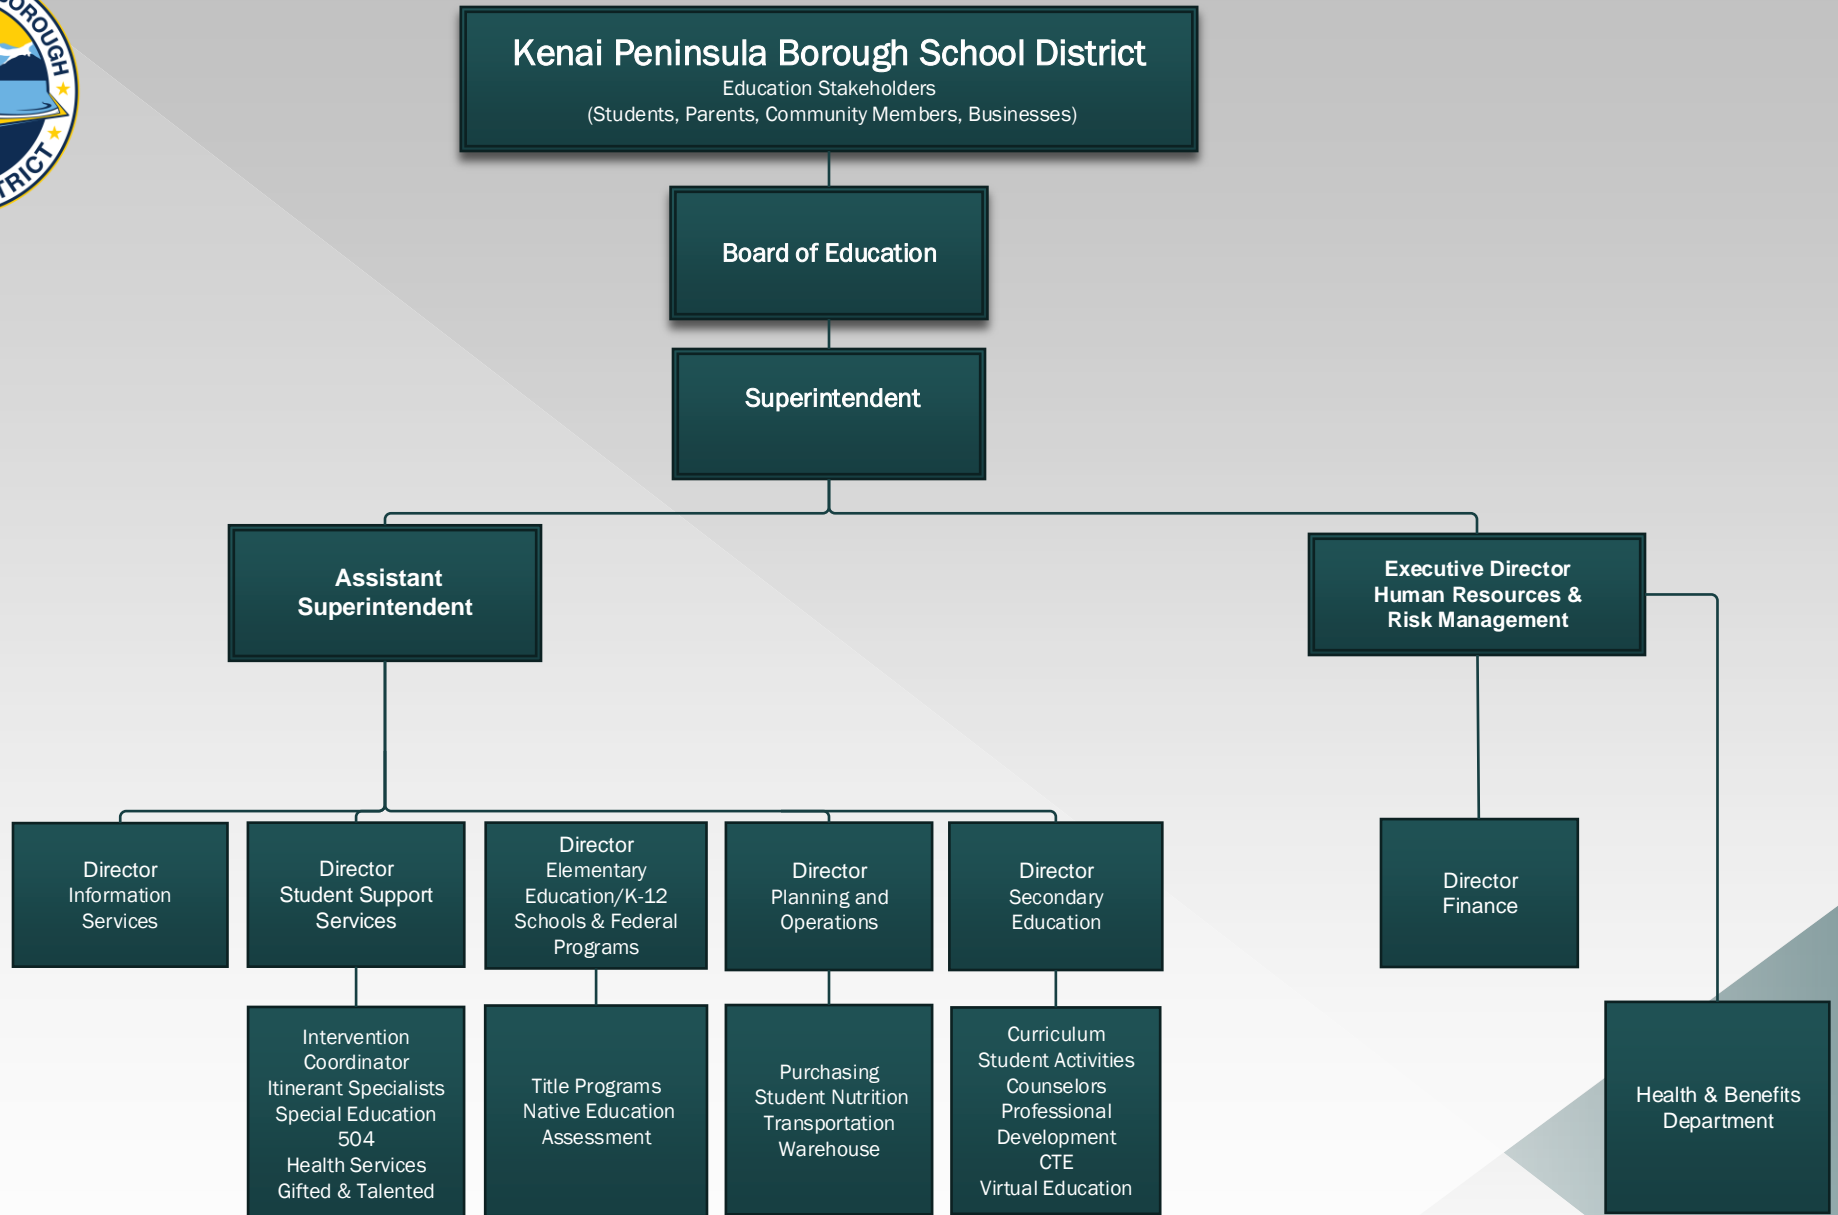 OROUGH
TRICT
Kenai Peninsula Borough School District
Education Stakeholders
(Students, Parents, Community Members, Businesses)
Board of Education
Superintendent
Assistant
Superintendent
Executive Director
Human Resources &
Risk Management
Director
Information
Services
Director
Student Support
Services
Director
Elementary
Education/K-12
Schools & Federal
Programs
Director
Planning and
Operations
Director
Secondary
Education
Director
Finance
Intervention
Coordinator
Itinerant Specialists
Special Education
504
Health Services
Gifted & Talented
Title Programs
Native Education
Assessment
Purchasing
Student Nutrition
Transportation
Warehouse
Curriculum
Student Activities
Counselors
Professional
Development
CTE
Virtual Education
Health & Benefits
Department